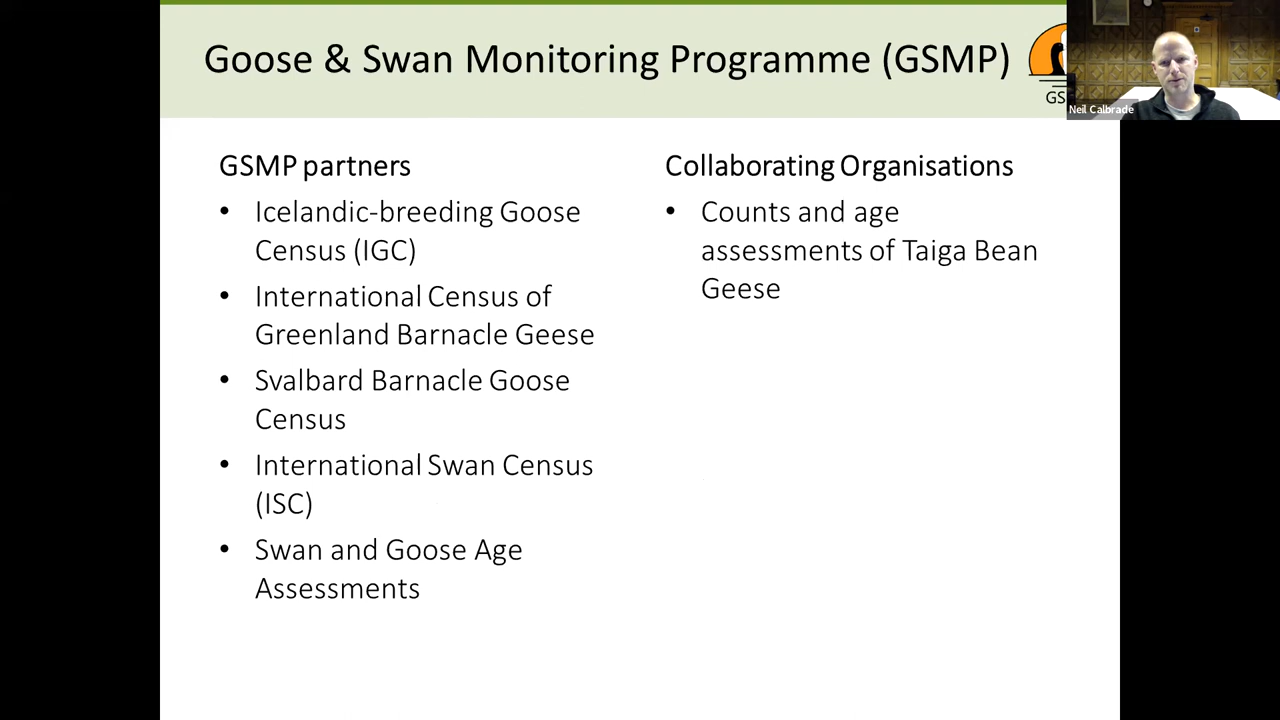 Goose & Swan Monitoring Programme (GSMP)
GS
Neil Calbrade
GSMP partners
• Icelandic-breeding Goose
Census (IGC)
• International Census of
Greenland Barnacle Geese
• Svalbard Barnacle Goose
Census
• International Swan Census
(ISC)
• Swan and Goose Age
Assessments
Collaborating Organisations
• Counts and age
assessments of Taiga Bean
Geese